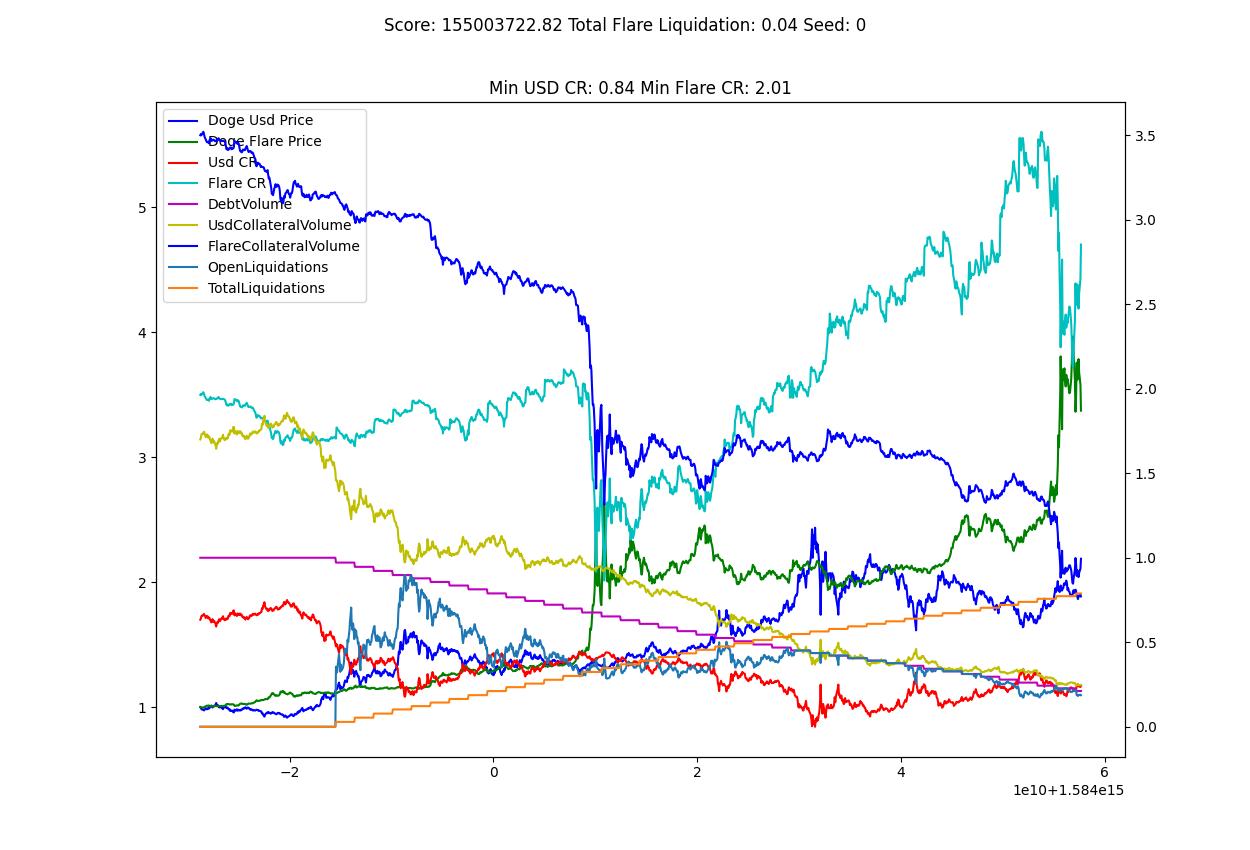 Score: 155003722.82 Total Flare Liquidation: 0.04 Seed: 0
Min USD CR: 0.84 Min Flare CR: 2.01
Doge Usd Price
Doge Flare Price
Usd CR
Flare CR
DebtVolume
UsdCollateralVolume
FlareCollateralVolume
OpenLiquidations
TotalLiquidations
5
4
3
2
1
3.5
3.0
2.5
2.0
1.5
1.0
0.5
0.0
−2
0
2
4
6
1e10+1.584e15